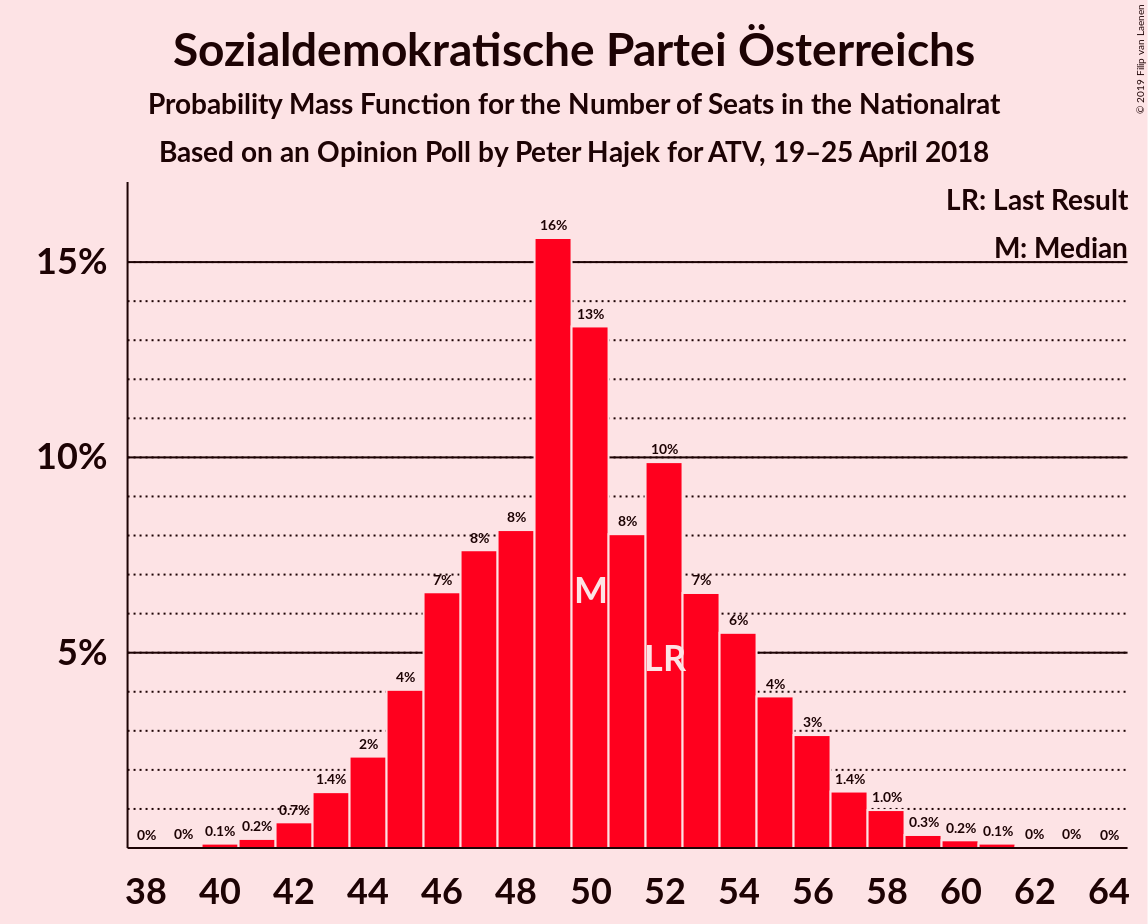 Sozialdemokratische Partei Österreichs
Probability Mass Function for the Number of Seats in the Nationalrat
Based on an Opinion Poll by Peter Hajek for ATV, 19–25 April 2018
© 2019 Filip van Laenen
LR: Last Result
M: Median
15%
10%
5%
0% 0% 0.1% 0.2% 0.7% 1.4% 2% 4% 7% 8% 8% 16% 13% 8% 10% 7% 6% 4% 3% 1.4% 1.0% 0.3% 0.2% 0.1% 0% 0% 0%
M
LR
38 40 42 44 46 48 50 52 54 56 58 60 62 64